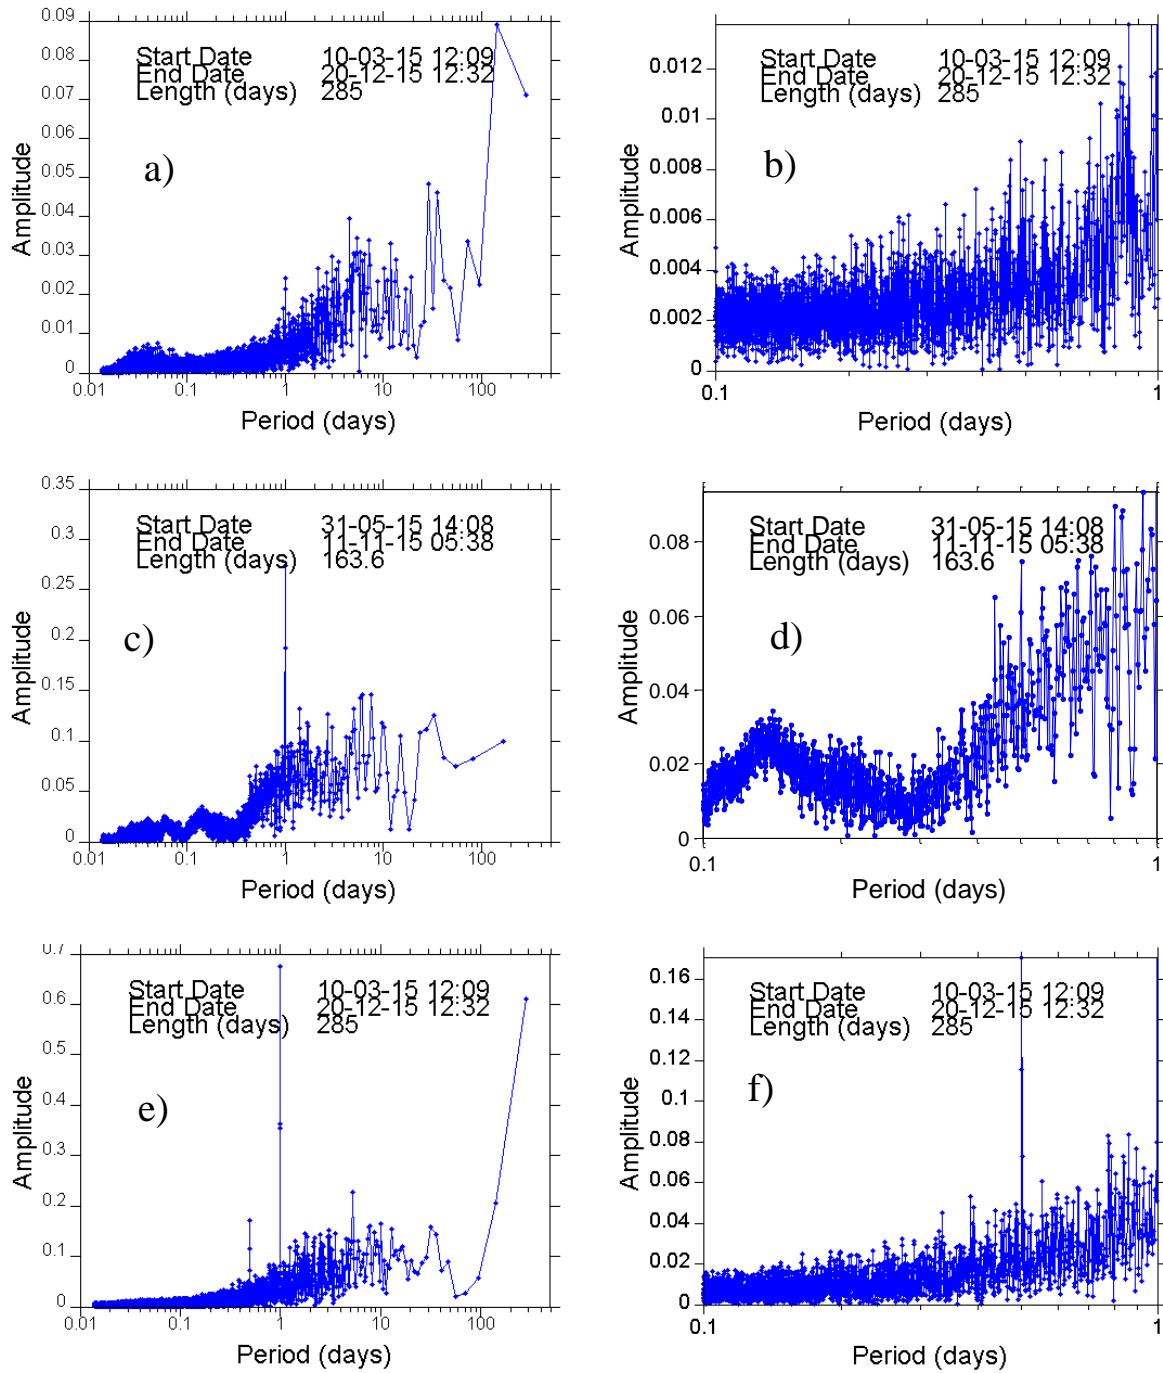 0.09
0.08
0.07
0.06
0.05
0.04
0.03
0.02
0.01
0
Amplitude
Start Date 10-03-15 12:09
End Date 20-12-15 12:32
Length (days) 285
a)
0.01 0.1 1 10 100
Period (days)
0.012
0.01
0.008
0.006
0.004
0.002
0
Amplitude
Start Date 10-03-15 12:09
End Date 20-12-15 12:32
Length (days) 285
b)
0.1 1
Period (days)
0.35
0.3
0.25
0.2
0.15
0.1
0.05
0
Amplitude
Start Date 31-05-15 14:08
End Date 11-11-15 05:38
Length (days) 163.6
c)
0.01 0.1 1 10 100
Period (days)
0.08
0.06
0.04
0.02
0
Amplitude
Start Date 31-05-15 14:08
End Date 11-11-15 05:38
Length (days) 163.6
d)
0.1 1
Period (days)
0.7
0.6
0.5
0.4
0.3
0.2
0.1
0
Amplitude
Start Date 10-03-15 12:09
End Date 20-12-15 12:32
Length (days) 285
e)
0.01 0.1 1 10 100
Period (days)
0.16
0.14
0.12
0.1
0.08
0.06
0.04
0.02
0
Amplitude
Start Date 10-03-15 12:09
End Date 20-12-15 12:32
Length (days) 285
f)
0.1 1
Period (days)